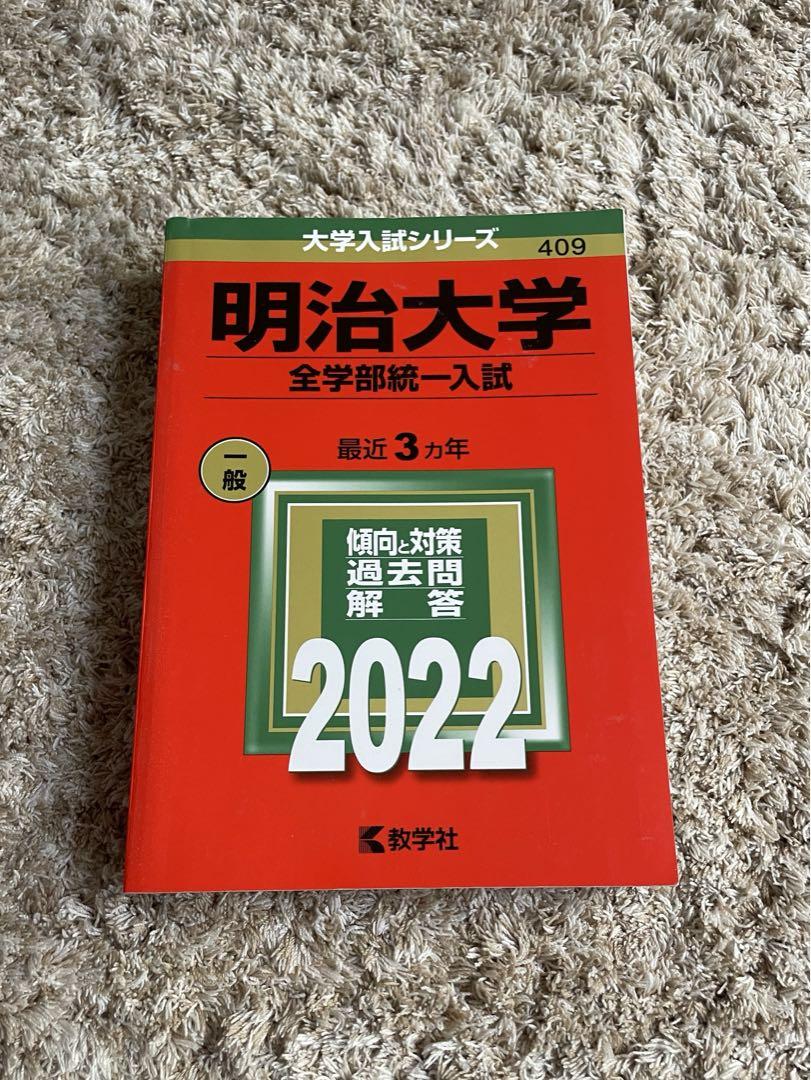 大学入試シリーズ
409
明治大学
全学部統一入試
最近3カ年
一般
傾向と対策
過去問
解答
2022
教学社